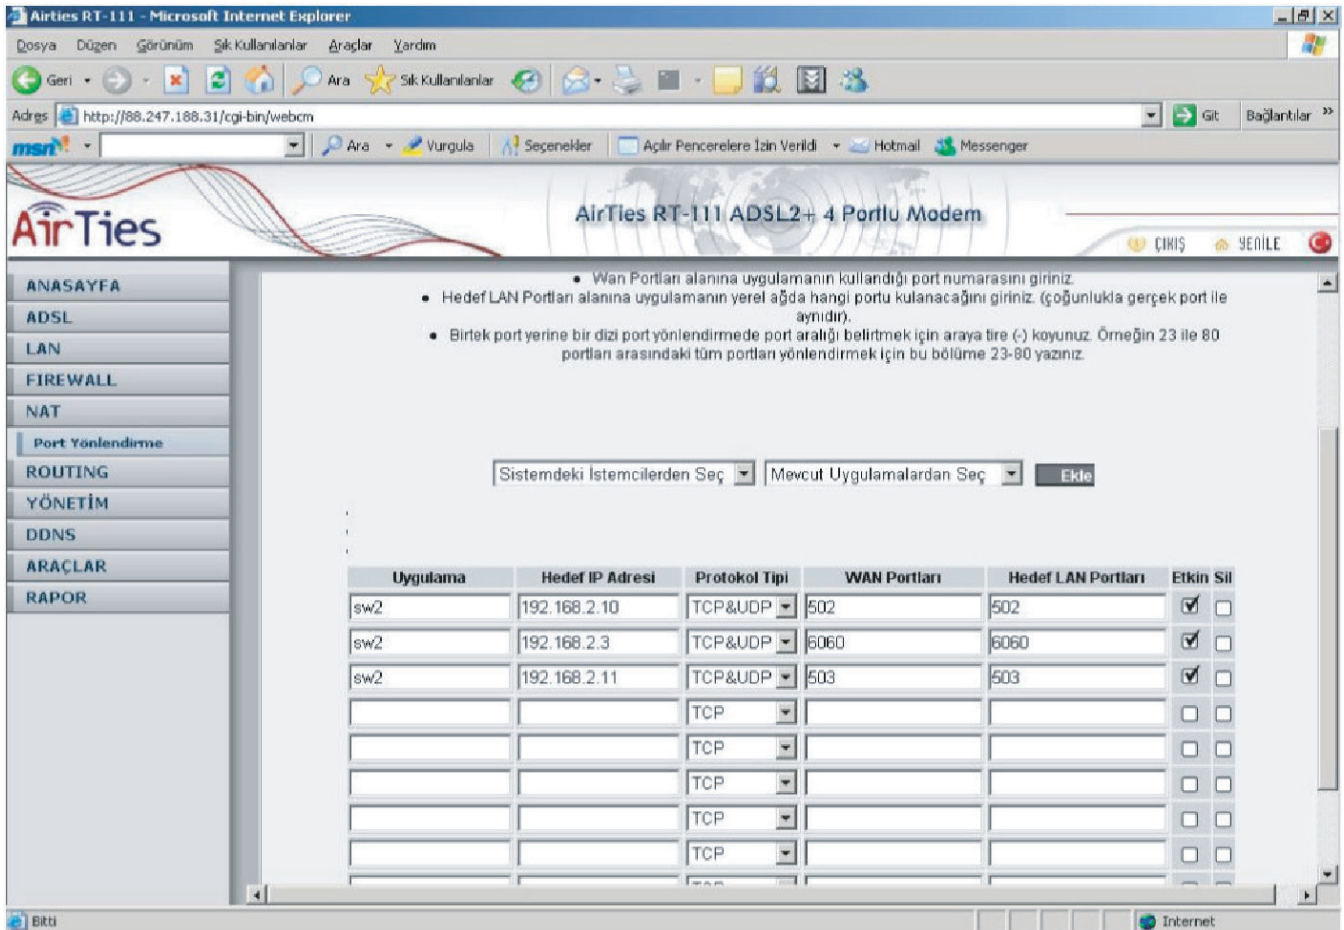 Airties RT-111 - Microsoft Internet Explorer
Dosya Düzen Görünüm Sık Kullanılanlar Araçlar Yardım
Geri Ara Sık Kullanılanlar
Adres http://88.247.188.31/cgi-bin/webcm Git Bağlantılar »
msn Ara Vurgula Seçenekler Açılır Pencerelere İzin Verildi Hotmail Messenger
AirTies
AirTies RT-111 ADSL2+ 4 Portlu Modem
ÇIKIŞ YENİLE
ANASAYFA
ADSL
LAN
FIREWALL
NAT
Port Yönlendirme
ROUTING
YÖNETİM
DDNS
ARAÇLAR
RAPOR
• Wan Portları alanına uygulamanın kullandığı port numarasını giriniz.
• Hedef LAN Portları alanına uygulamanın yerel ağda hangi portu kulanacağını giriniz. (çoğunlukla gerçek port ile
aynıdır).
• Birtek port yerine bir dizi port yönlendirmede port aralığı belirtmek için araya tire (-) koyunuz. Örneğin 23 ile 80
portları arasındaki tüm portları yönlendirmek için bu bölüme 23-80 yazınız.
Sistemdeki İstemcilerden Seç Mevcut Uygulamalardan Seç Ekle
Uygulama Hedef IP Adresi Protokol Tipi WAN Portları Hedef LAN Portları Etkin Sil
sw2 192.168.2.10 TCP&UDP 502 502
sw2 192.168.2.3 TCP&UDP 6060 6060
sw2 192.168.2.11 TCP&UDP 503 503
TCP
TCP
TCP
TCP
TCP
Bitti Internet